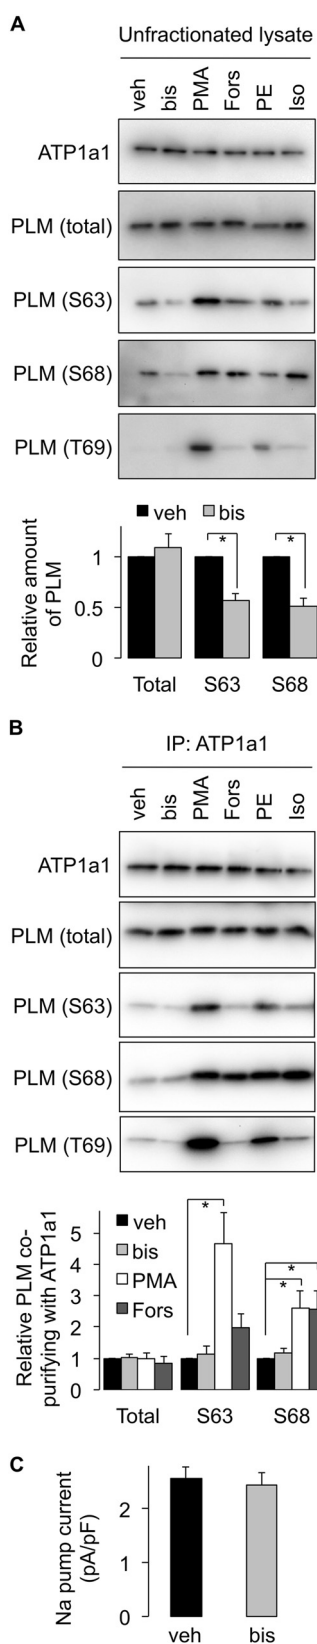 A
Unfractionated lysate
veh bis PMA Fors PE Iso
ATP1a1
PLM (total)
PLM (S63)
PLM (S68)
PLM (T69)
veh bis
Relative amount
of PLM
1
0.5
0
* *
Total S63 S68
B
IP: ATP1a1
veh bis PMA Fors PE Iso
ATP1a1
PLM (total)
PLM (S63)
PLM (S68)
PLM (T69)
Relative PLM co-
purifying with ATP1a1
5
4
3
2
1
0
veh
bis
PMA
Fors
*
*
*
Total S63 S68
C
Na pump current
(pA/pF)
2
1
0
veh bis